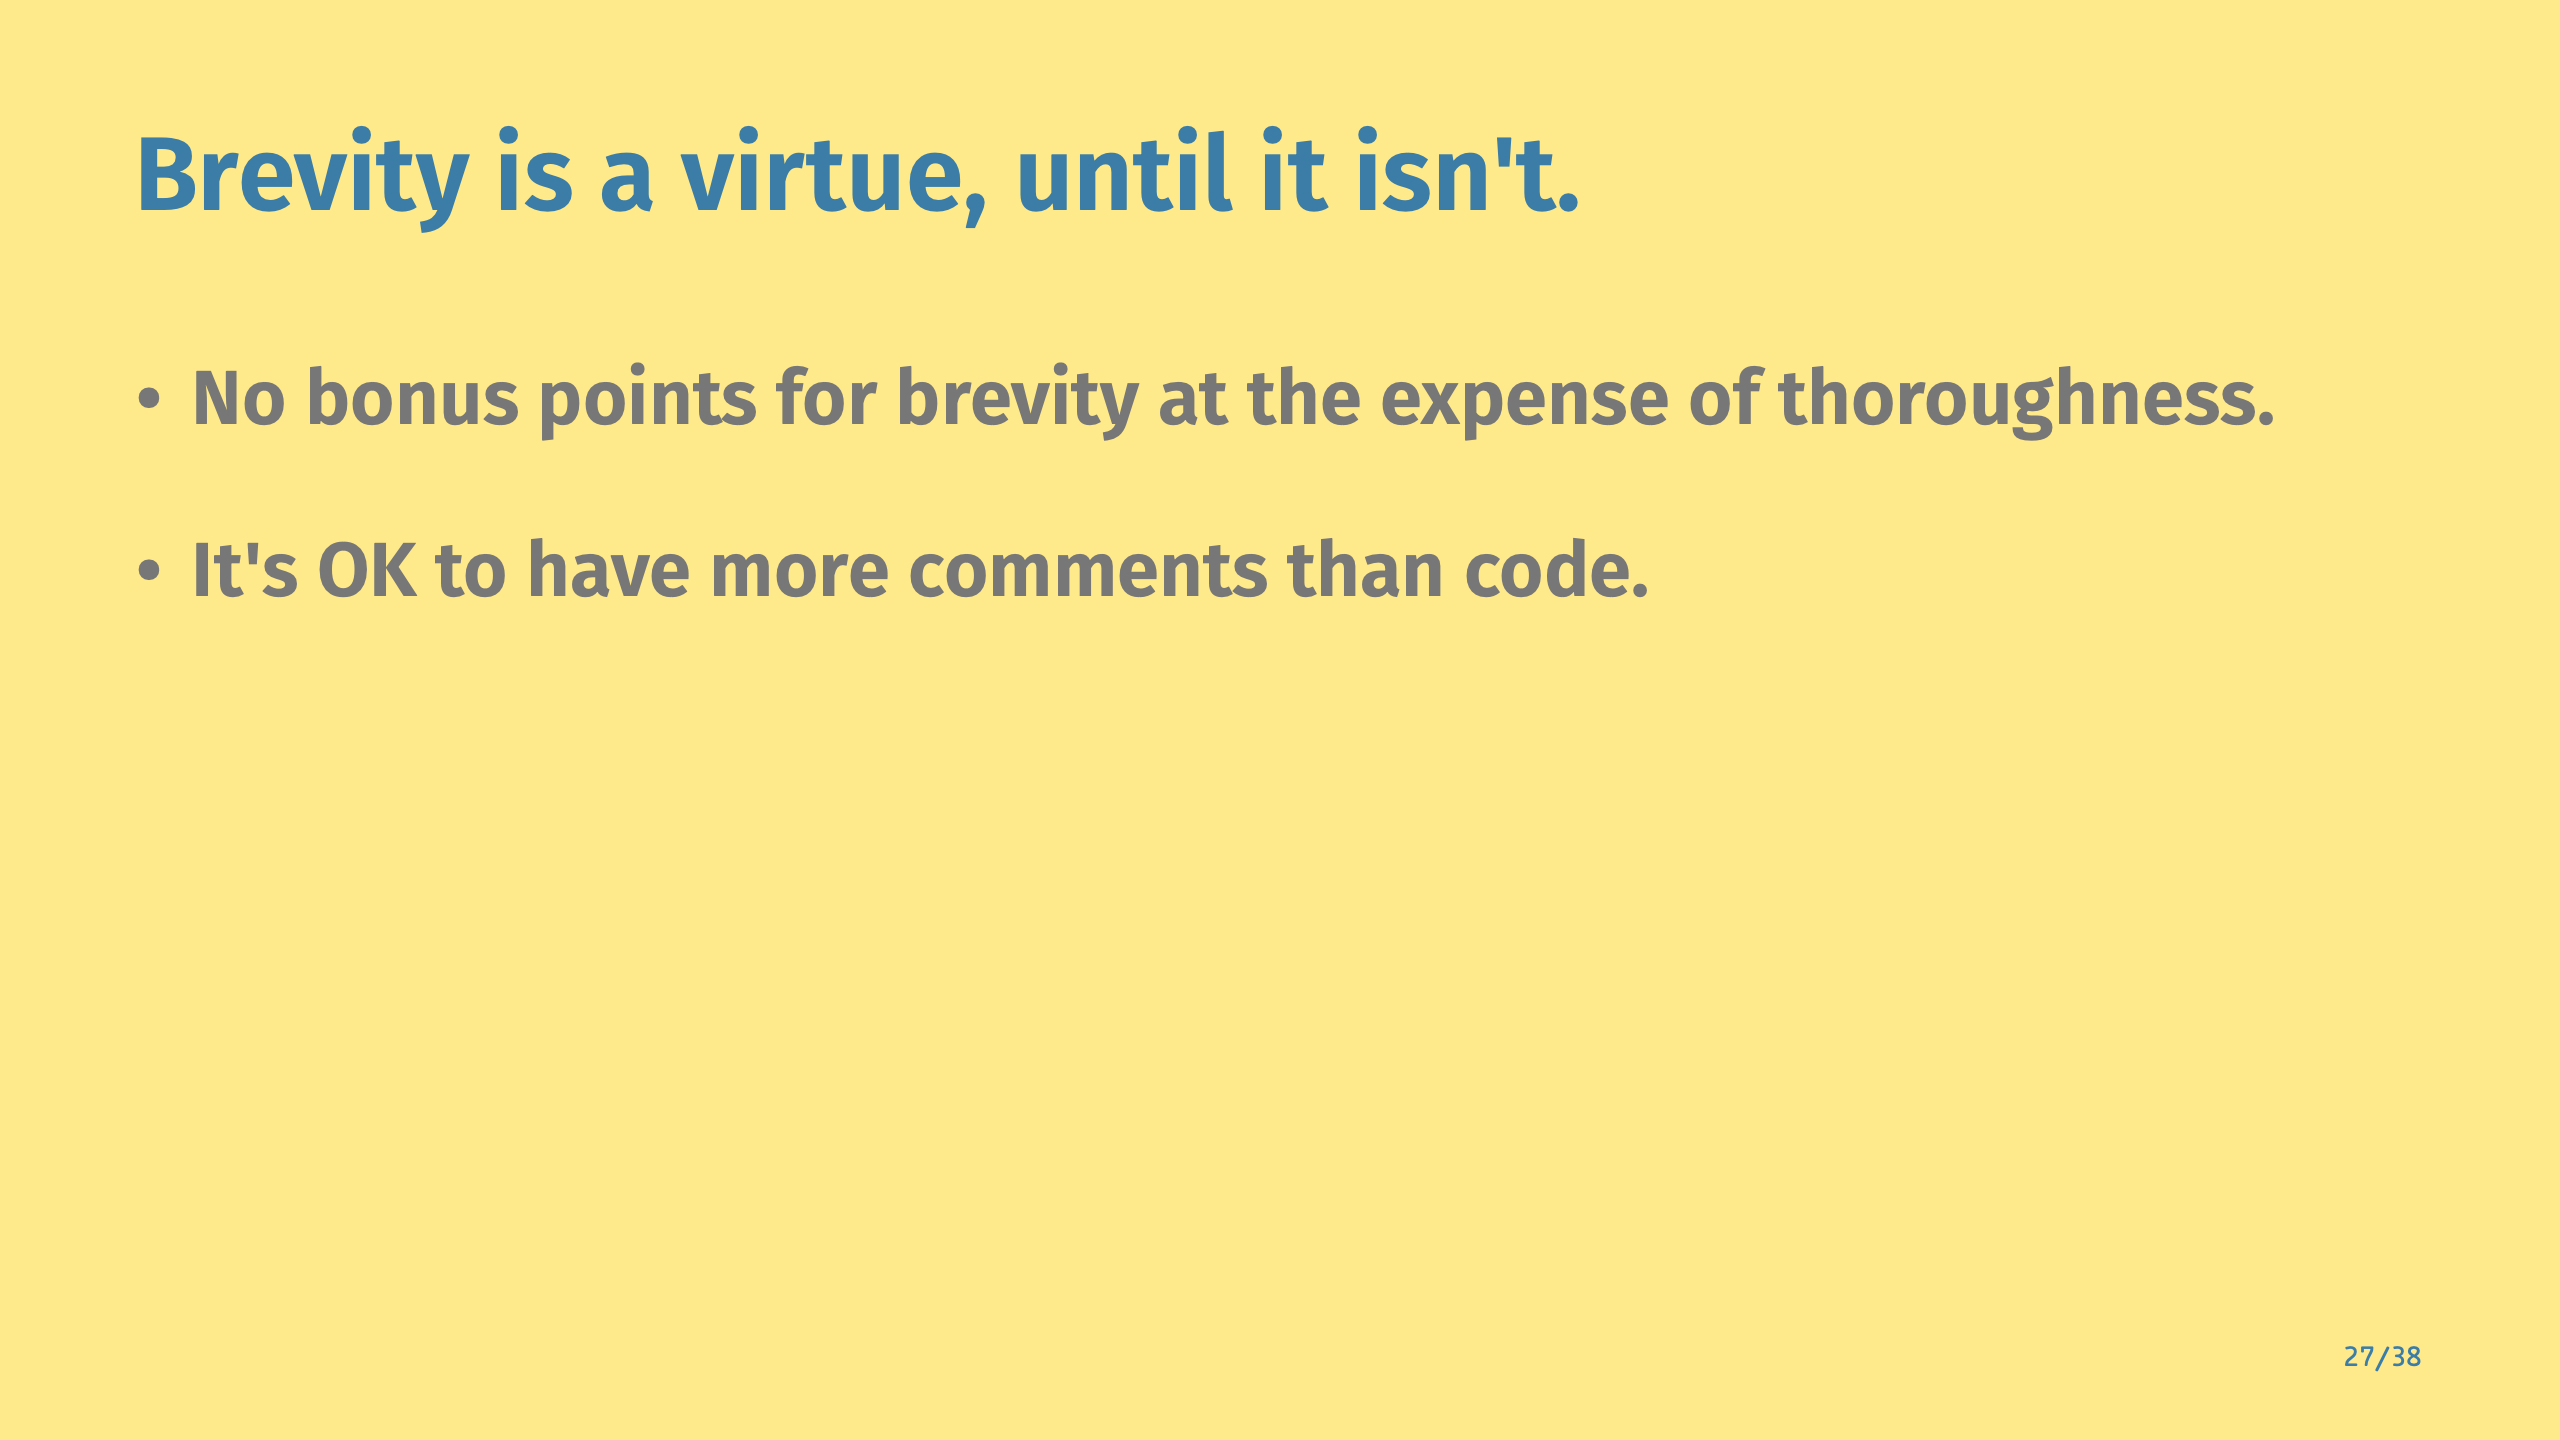 Brevity is a virtue, until it isn't.
• No bonus points for brevity at the expense of thoroughness.
• It's OK to have more comments than code.
27/38